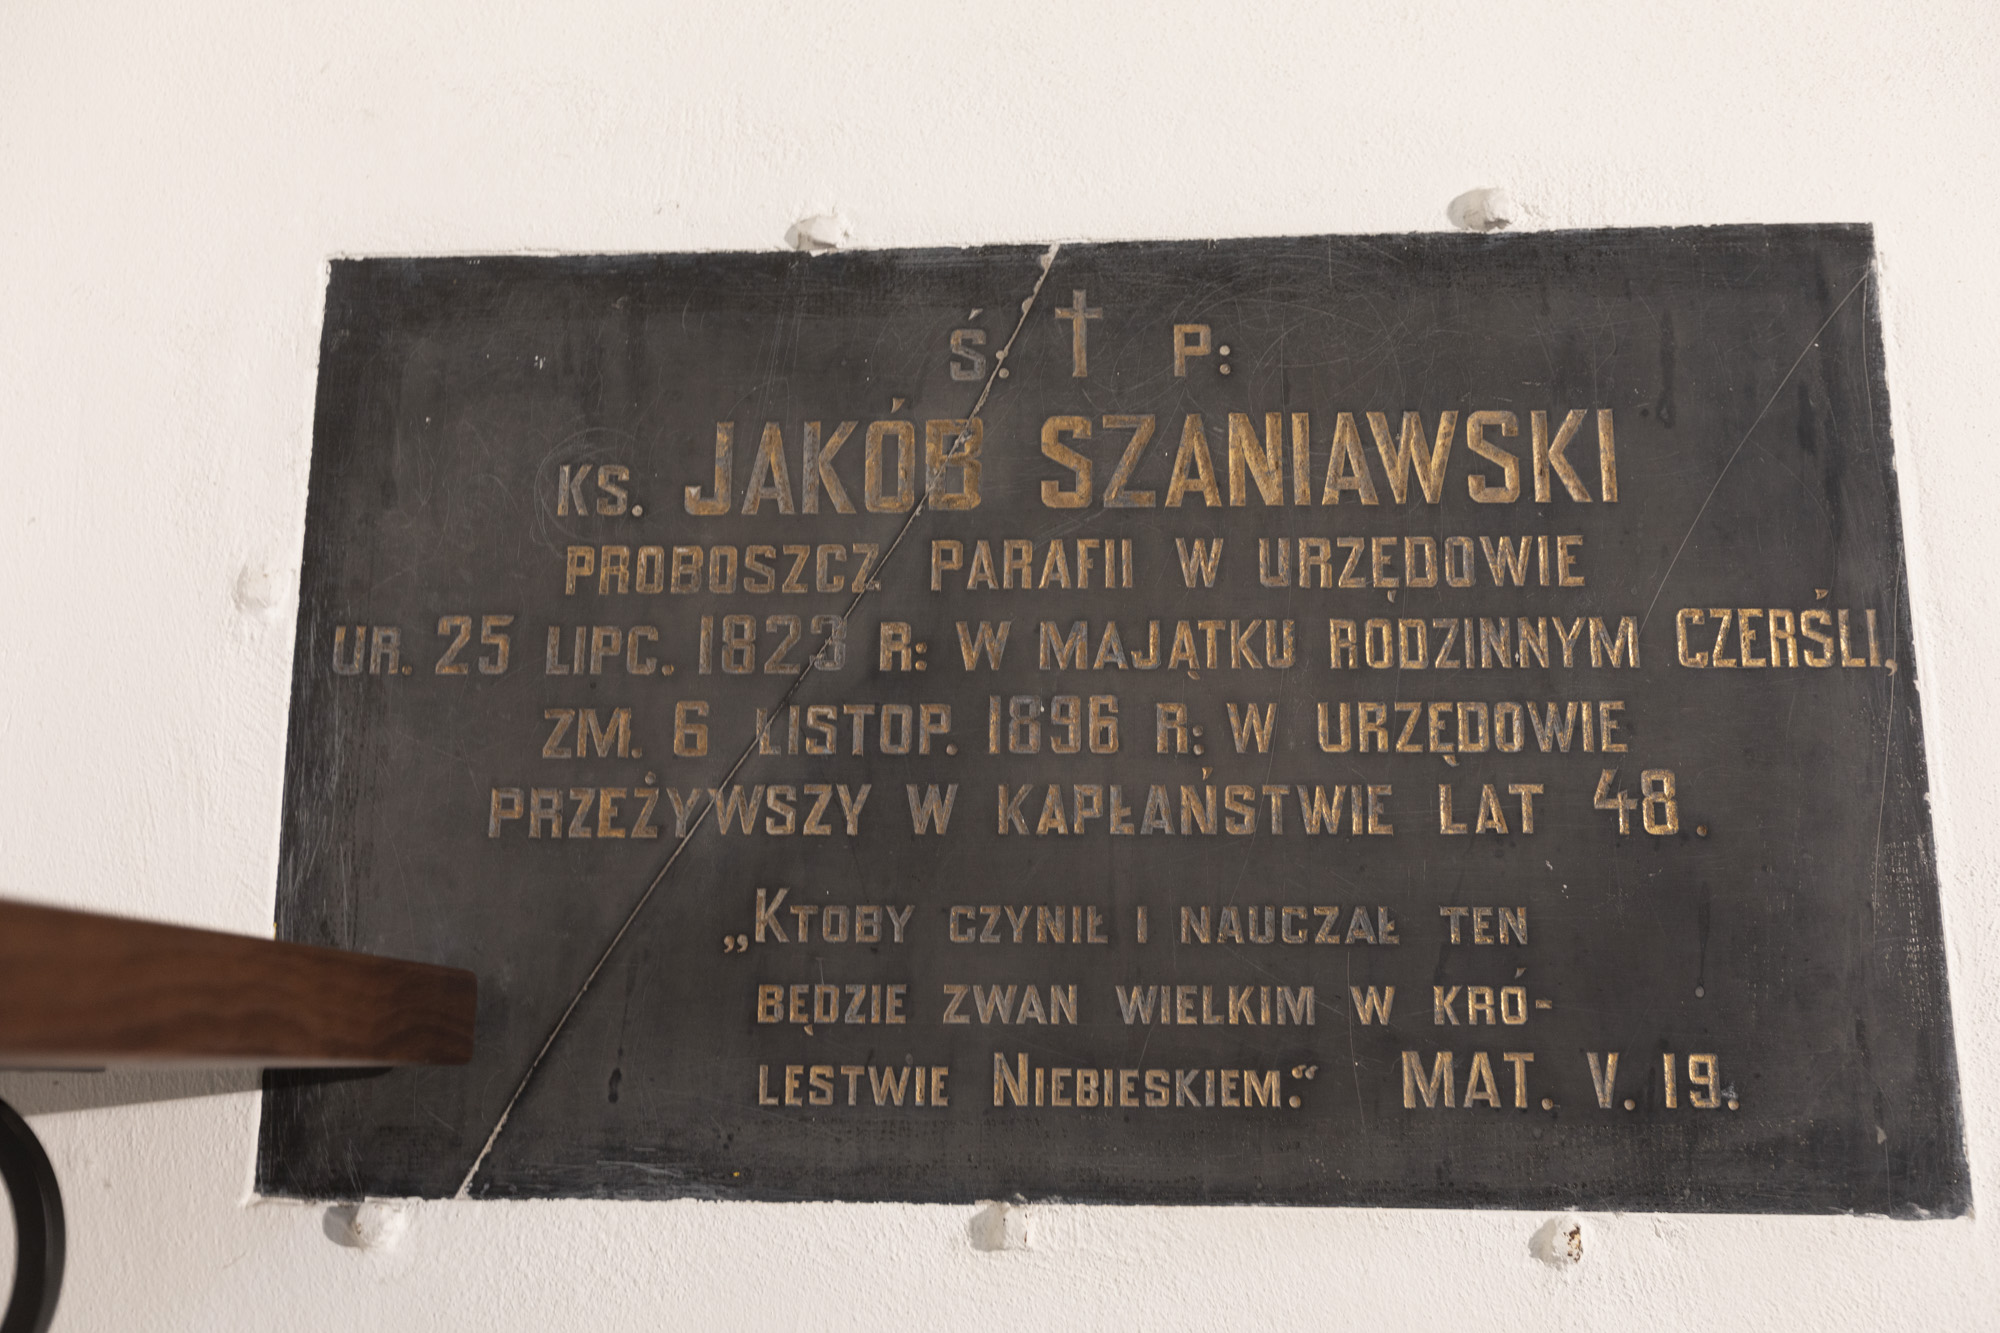 Ś. † P:
KS. JAKÓB SZANIAWSKI
PROBOSZCZ PARAFII W URZĘDOWIE
UR. 25 LIPC. 1823 R: W MAJĄTKU RODZINNYM CZERŚLI,
ZM. 6 LISTOP. 1896 R: W URZĘDOWIE
PRZEŻYWSZY W KAPŁAŃSTWIE LAT 48.
„KTOBY CZYNIŁ I NAUCZAŁ TEN
BĘDZIE ZWAN WIELKIM W KRÓ-
LESTWIE NIEBIESKIEM.“ MAT. V. 19.